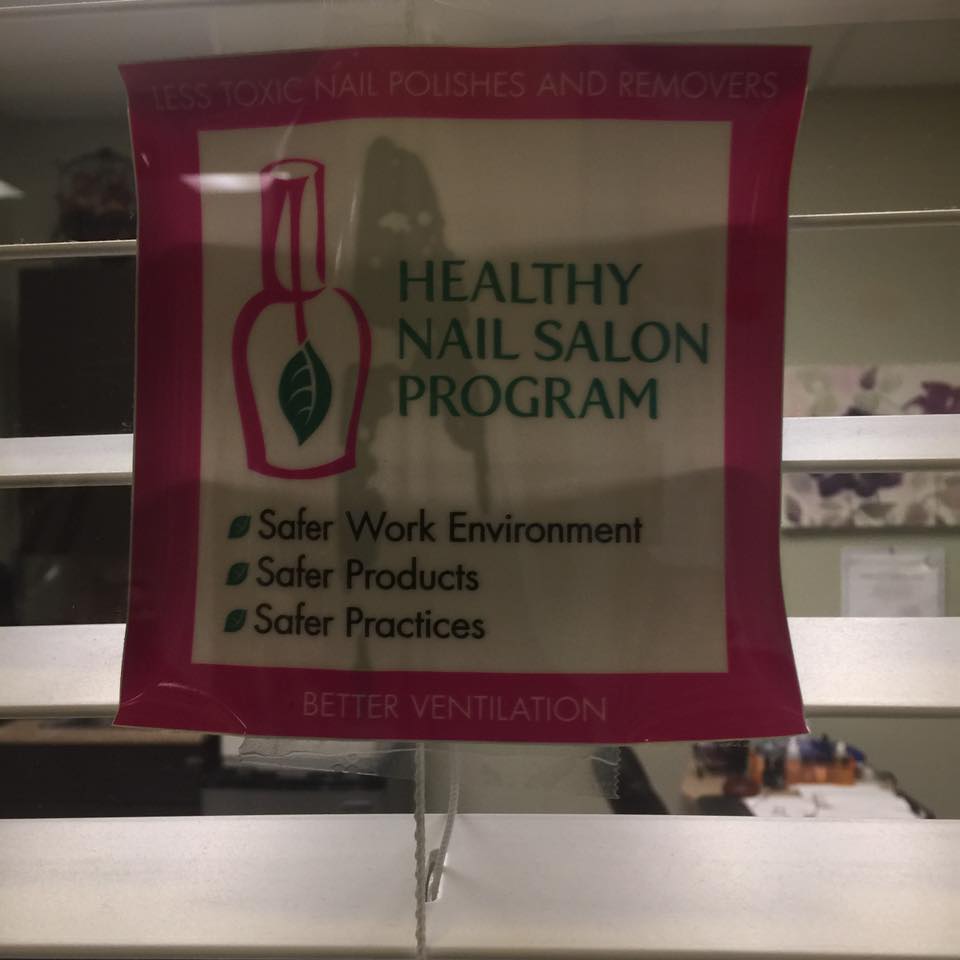 LESS TOXIC NAIL POLISHES AND REMOVERS
HEALTHY
NAIL SALON
PROGRAM
Safer Work Environment
Safer Products
Safer Practices
BETTER VENTILATION